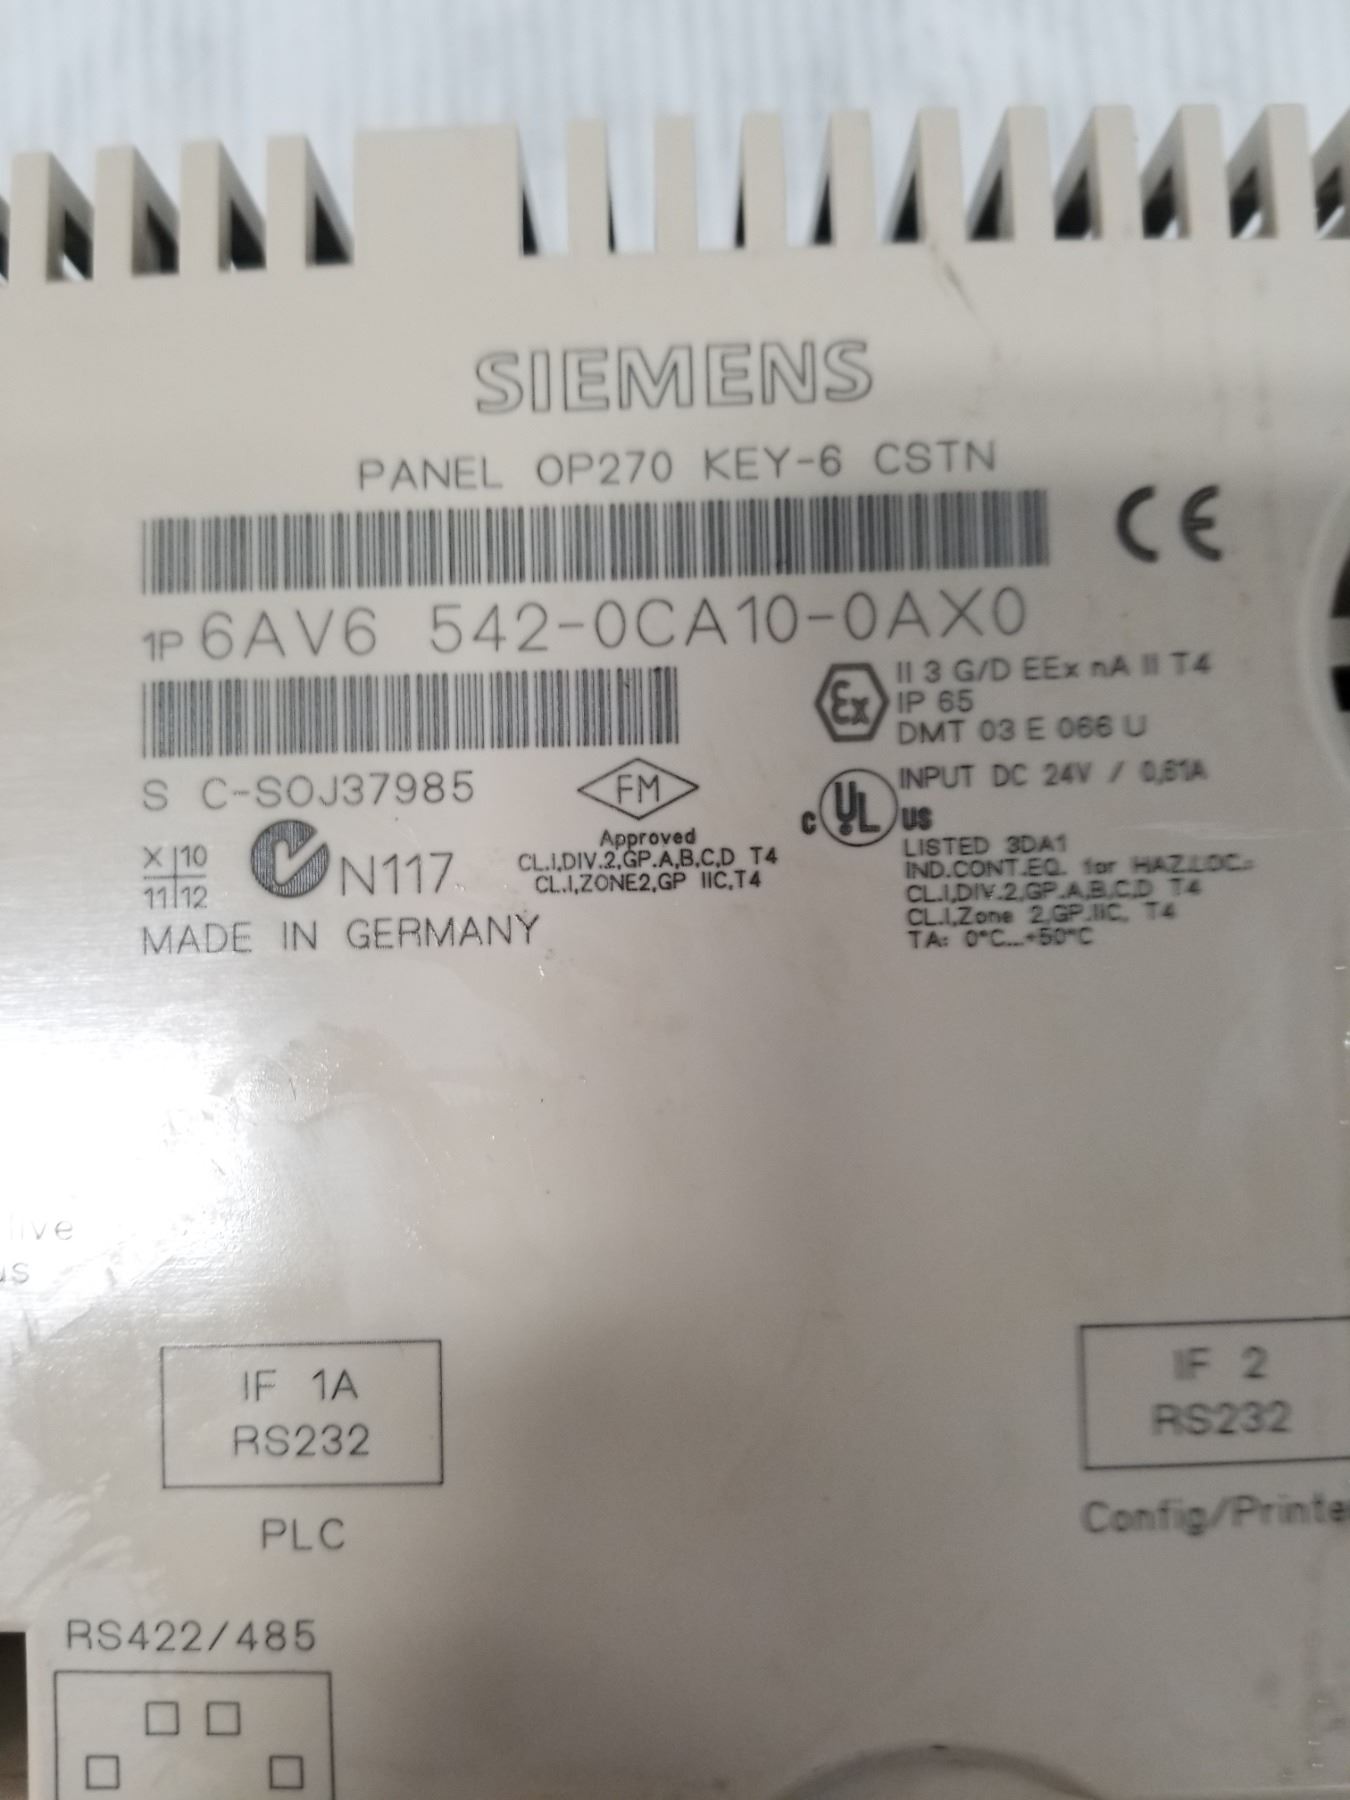 SIEMENS
PANEL OP270 KEY-6 CSTN
CE
1P 6AV6 542-0CA10-0AX0
Ex II 3 G/D EEx nA II T4
IP 65
DMT 03 E 066 U
S C-SOJ37985
FM
Approved
CL.I,DIV.2,GP.A,B,C,D T4
CL.I,ZONE2,GP IIC,T4
INPUT DC 24V / 0,61A
c UL US
LISTED 3DA1
IND.CONT.EQ. for HAZ.LOC.:
CL.I,DIV.2,GP.A,B,C,D T4
CL.I,Zone 2,GP.IIC, T4
TA: 0°C...+50°C
X 10
11 12
N117
MADE IN GERMANY
IF 1A
RS232
PLC
IF 2
RS232
Config/Printe
RS422/485